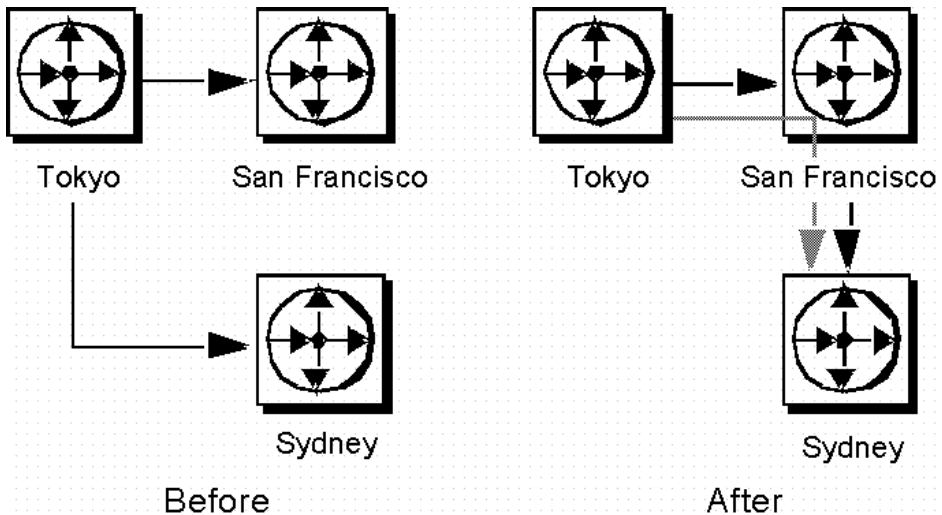 Tokyo
San Francisco
Tokyo
San Francisco
Sydney
Sydney
Before
After